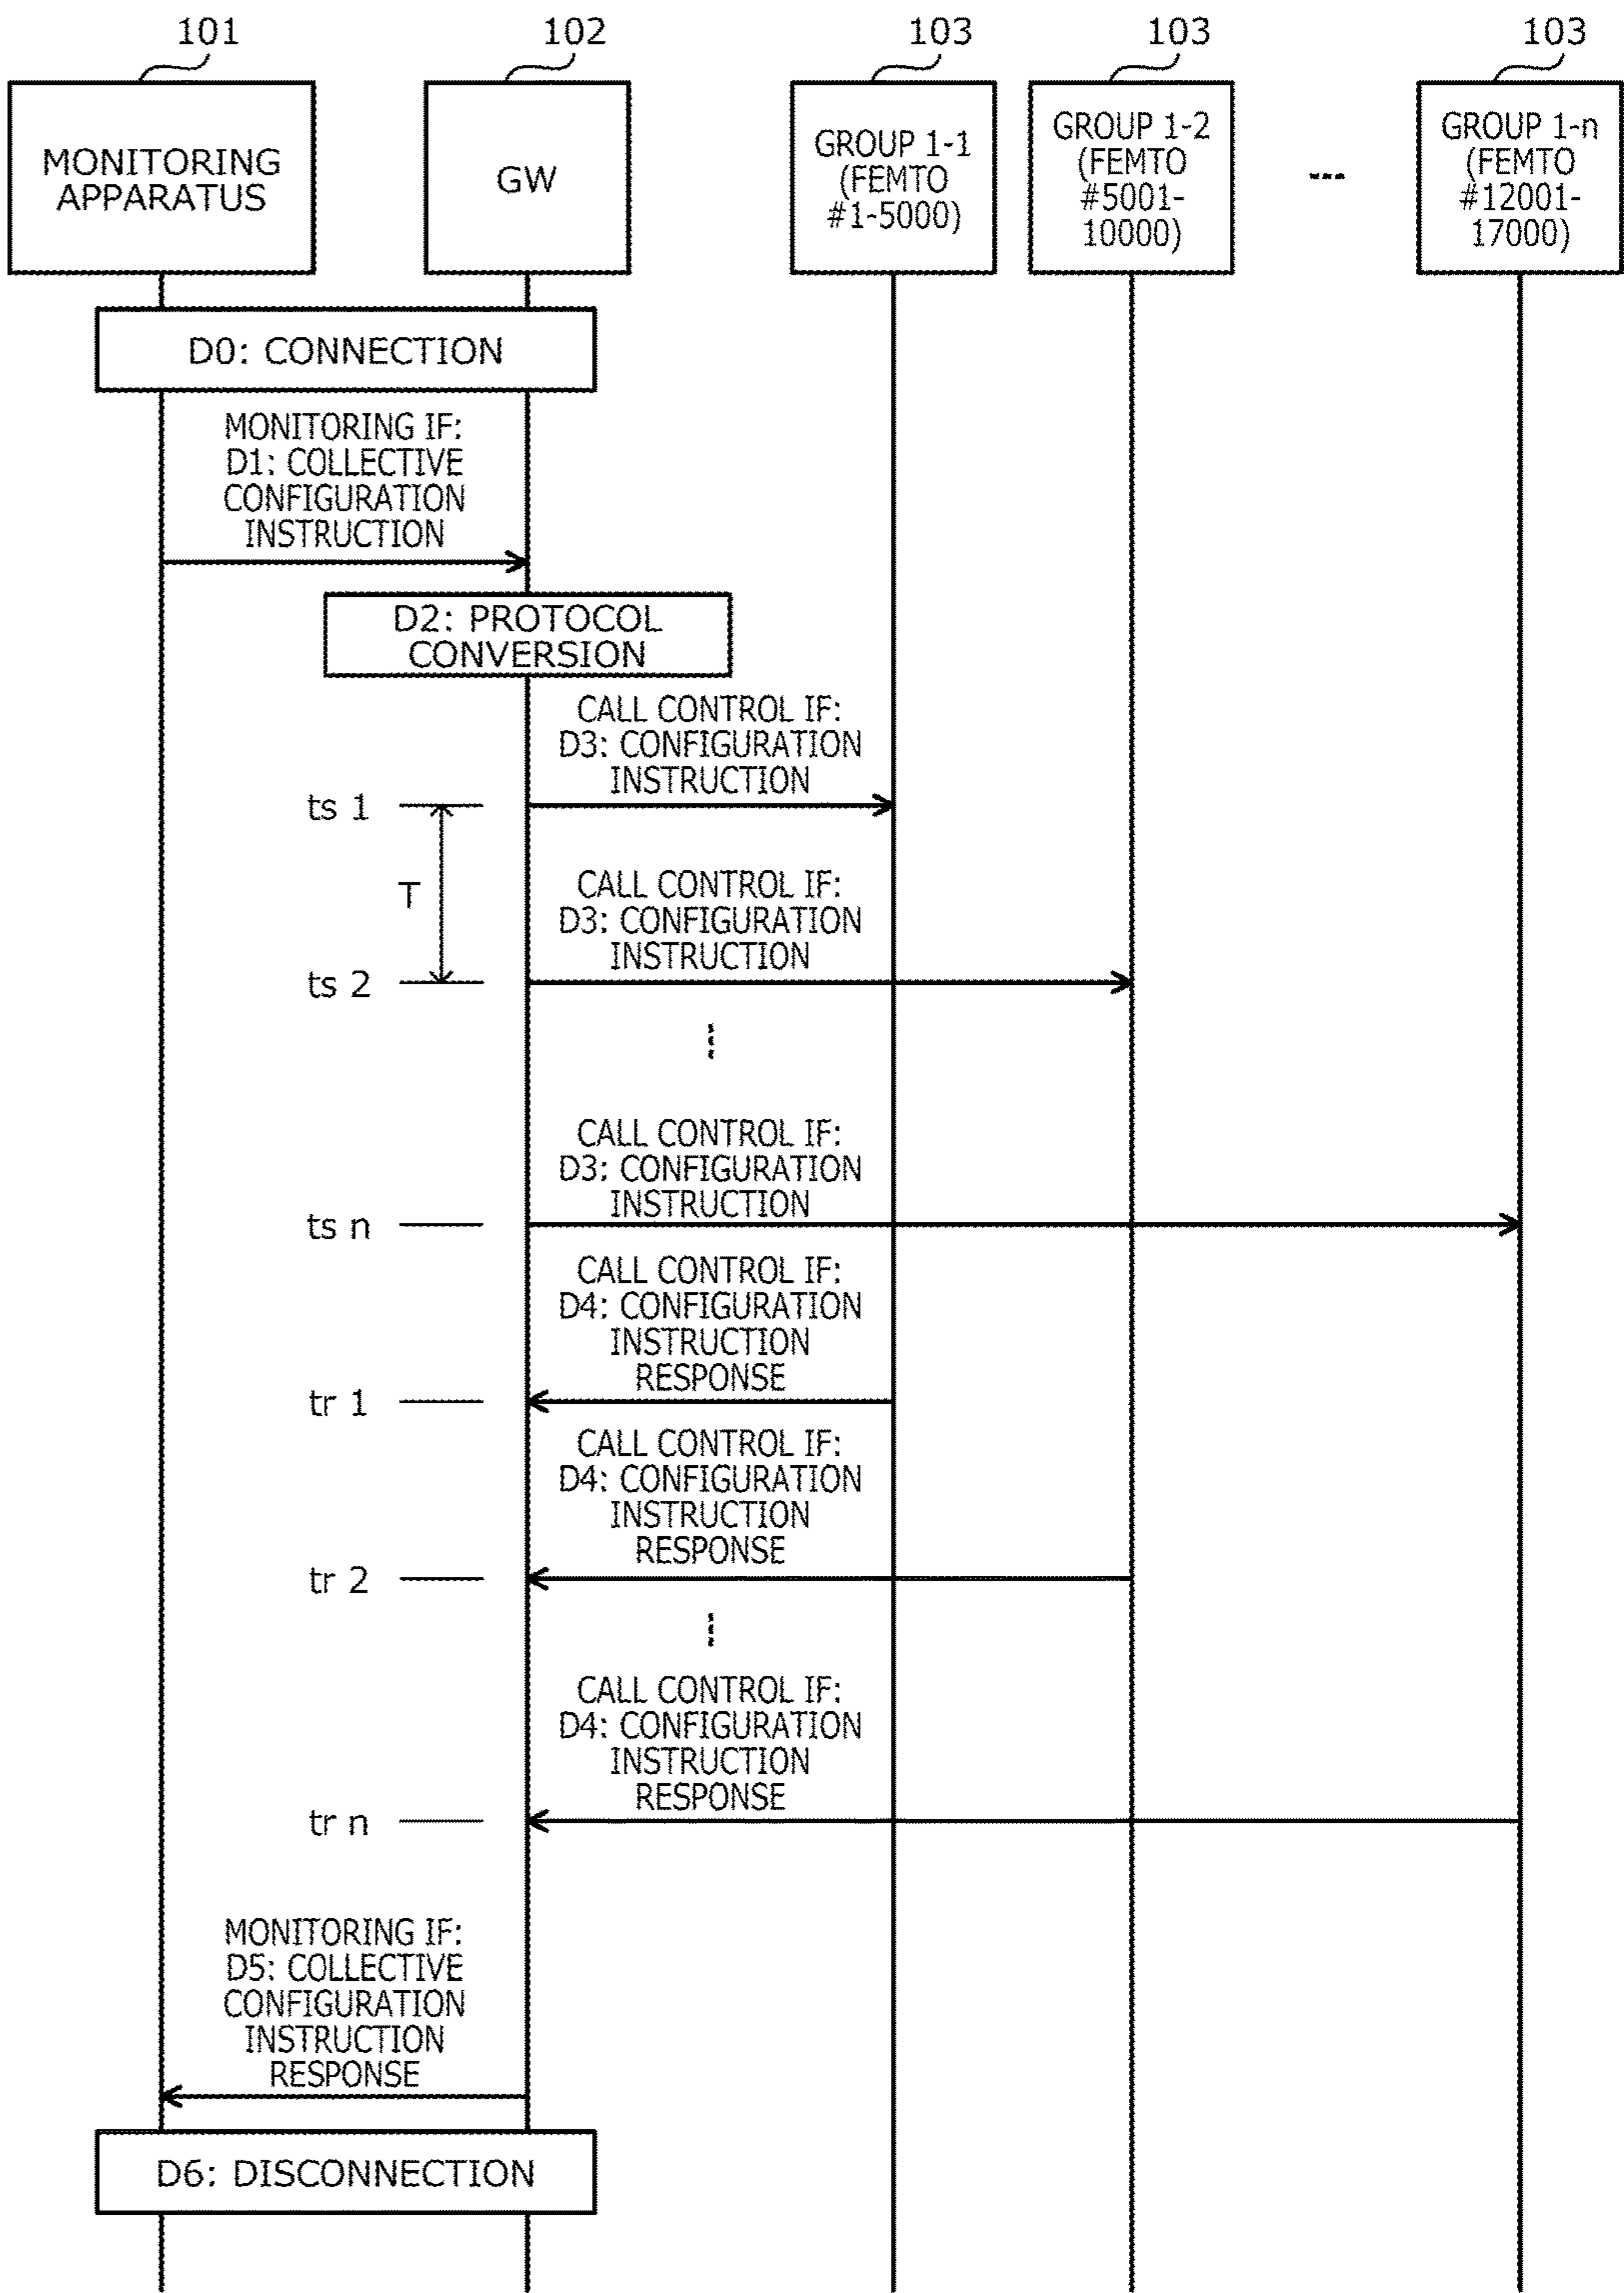 101
102
103
103
103
MONITORING
APPARATUS
GW
GROUP 1-1
(FEMTO
#1-5000)
GROUP 1-2
(FEMTO
#5001-
10000)
...
GROUP 1-n
(FEMTO
#12001-
17000)
D0: CONNECTION
MONITORING IF:
D1: COLLECTIVE
CONFIGURATION
INSTRUCTION
D2: PROTOCOL
CONVERSION
CALL CONTROL IF:
D3: CONFIGURATION
INSTRUCTION
ts 1
T
CALL CONTROL IF:
D3: CONFIGURATION
INSTRUCTION
ts 2
...
CALL CONTROL IF:
D3: CONFIGURATION
INSTRUCTION
ts n
CALL CONTROL IF:
D4: CONFIGURATION
INSTRUCTION
RESPONSE
tr 1
CALL CONTROL IF:
D4: CONFIGURATION
INSTRUCTION
RESPONSE
tr 2
...
CALL CONTROL IF:
D4: CONFIGURATION
INSTRUCTION
RESPONSE
tr n
MONITORING IF:
D5: COLLECTIVE
CONFIGURATION
INSTRUCTION
RESPONSE
D6: DISCONNECTION